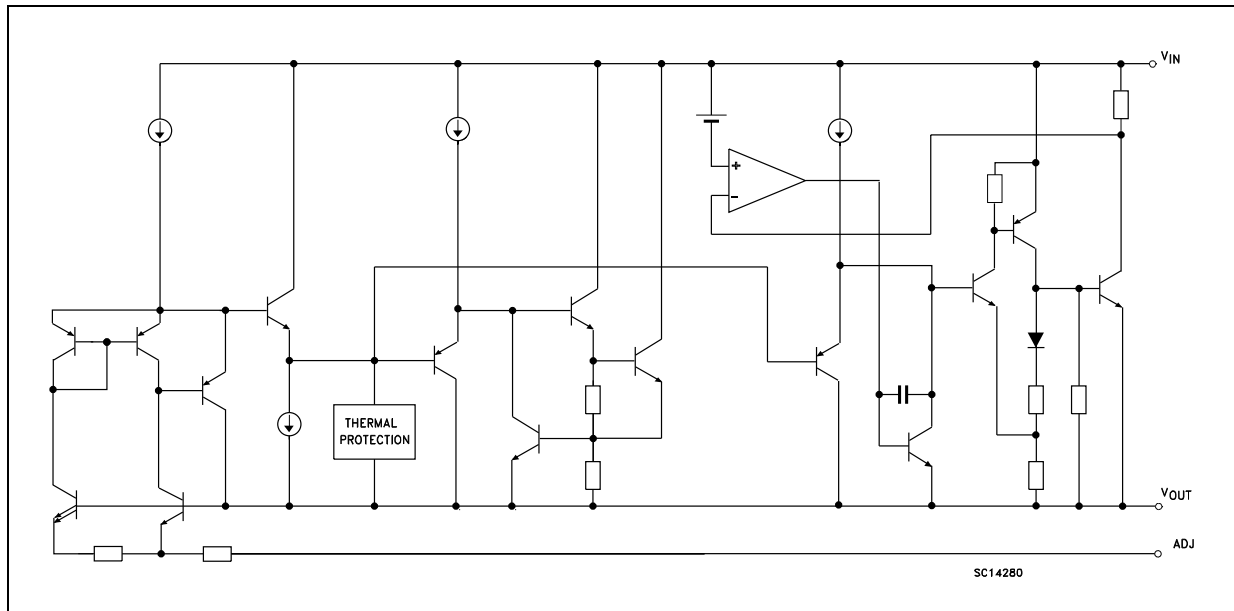 VIN
+
-
THERMAL
PROTECTION
VOUT
ADJ
SC14280